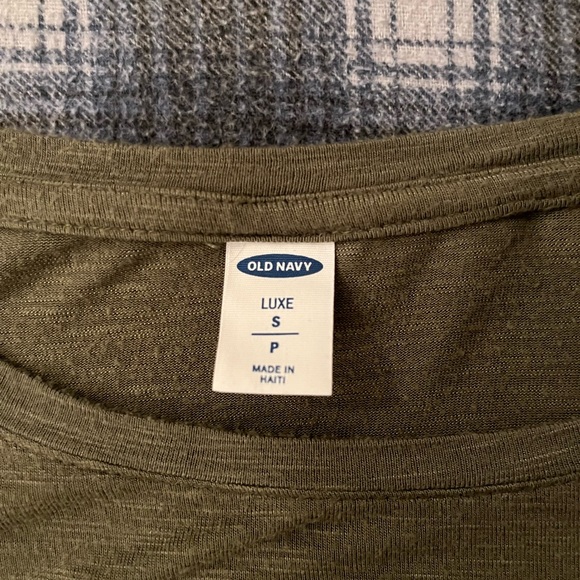 OLD NAVY
LUXE
S
P
MADE IN
HAITI